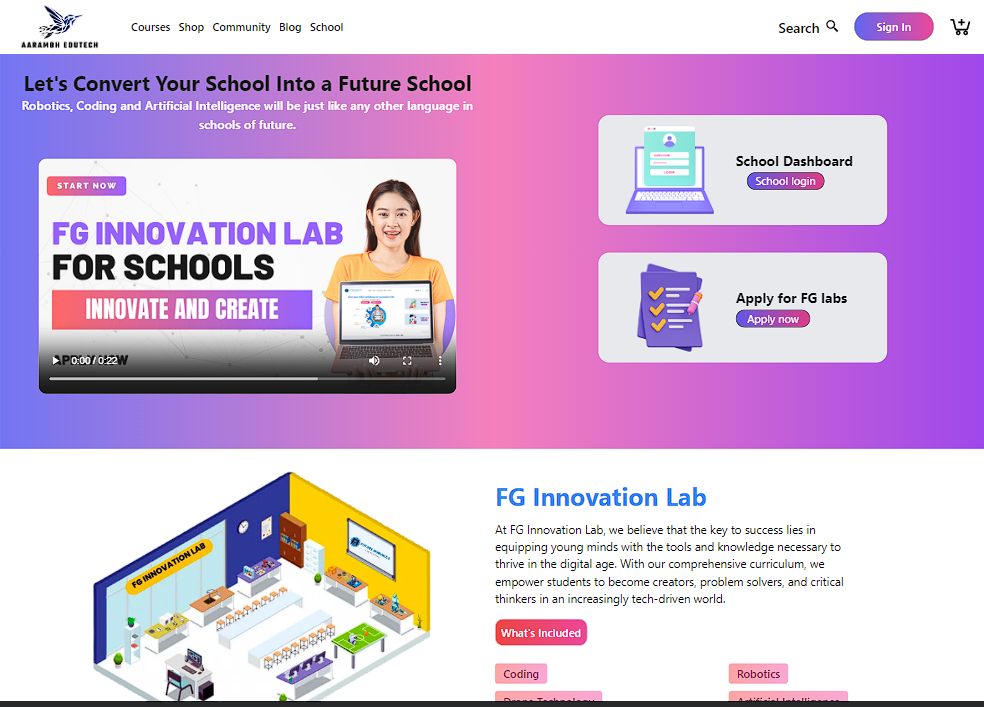 AARAMBH EDUTECH
Courses Shop Community Blog School
Search
Sign In
Let's Convert Your School Into a Future School
Robotics, Coding and Artificial Intelligence will be just like any other language in
schools of future.
START NOW
FG INNOVATION LAB
FOR SCHOOLS
INNOVATE AND CREATE
0:00 / 0:22
School Dashboard
School login
Apply for FG labs
Apply now
FG INNOVATION LAB
FG Innovation Lab
At FG Innovation Lab, we believe that the key to success lies in
equipping young minds with the tools and knowledge necessary to
thrive in the digital age. With our comprehensive curriculum, we
empower students to become creators, problem solvers, and critical
thinkers in an increasingly tech-driven world.
What's Included
Coding
Robotics
Drone Technology
Artificial Intelligence